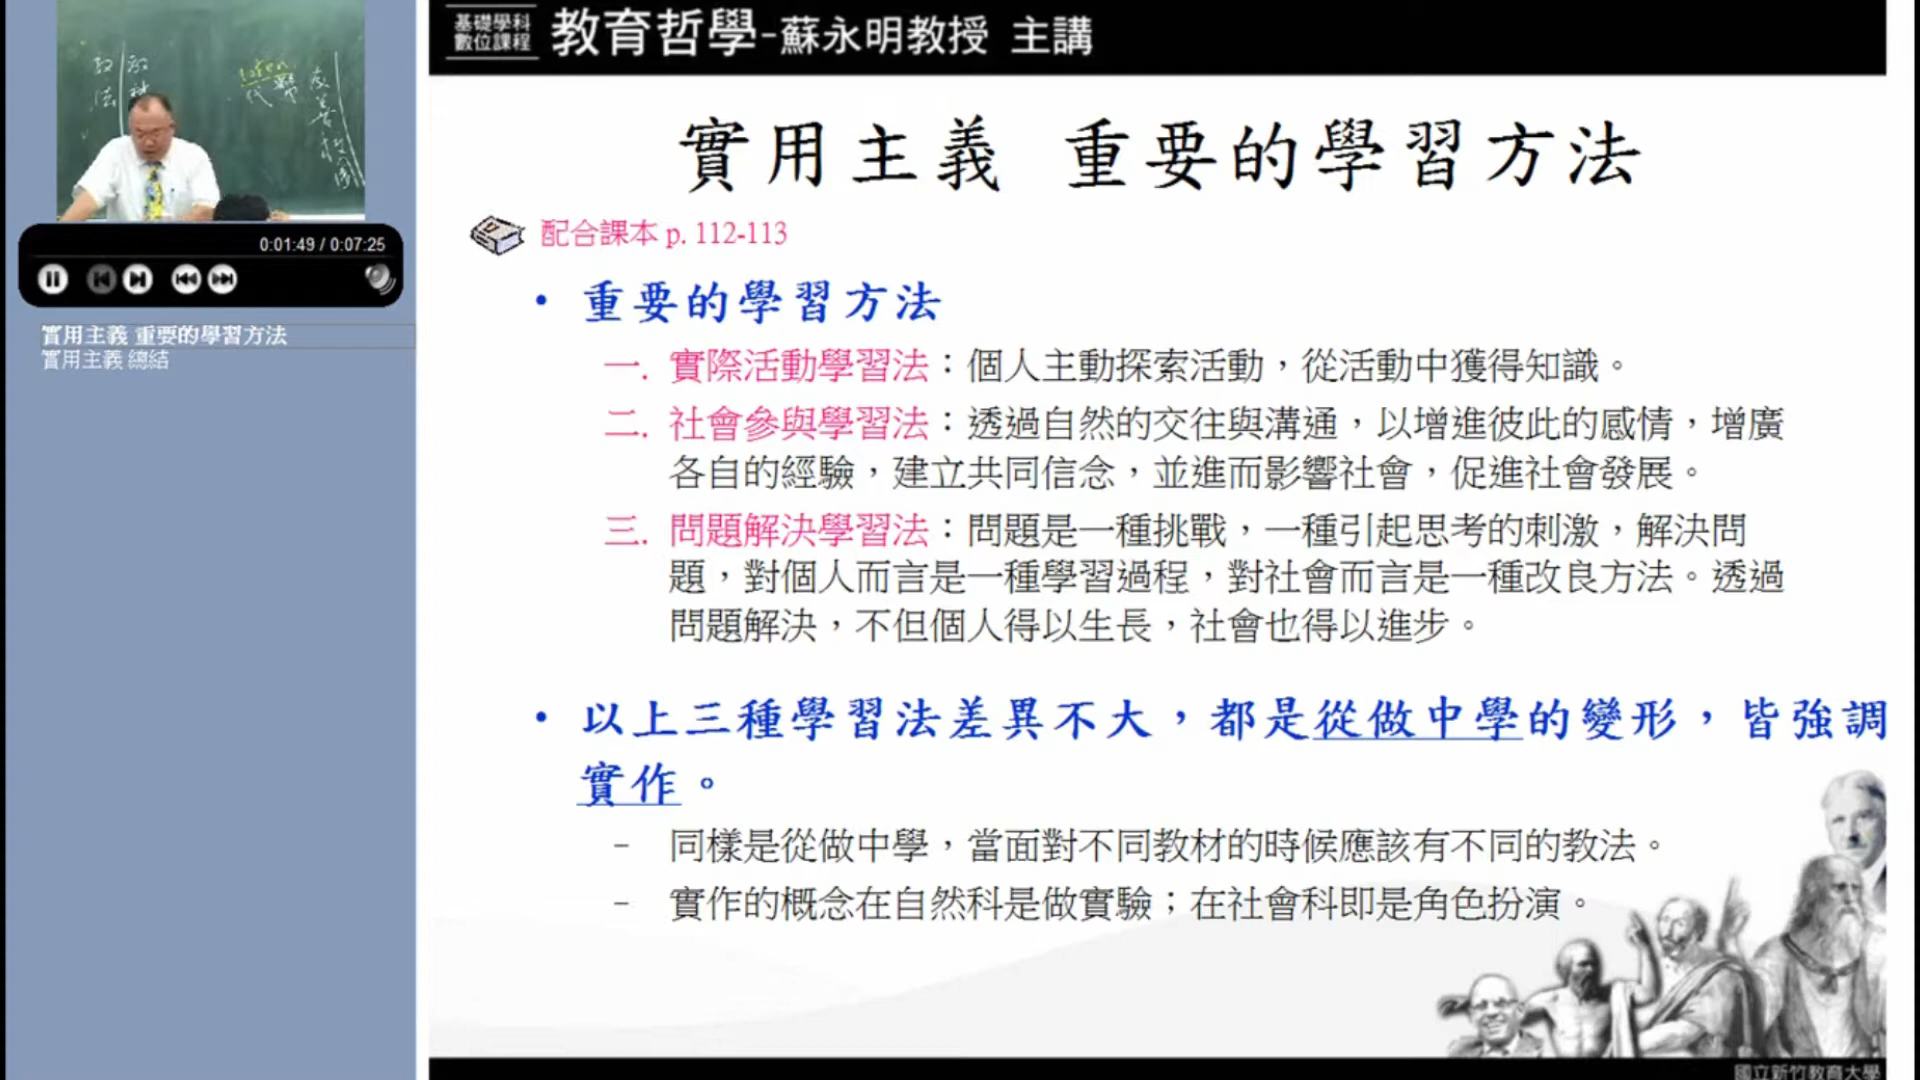 基礎學科
數位課程
教育哲學-蘇永明教授 主講
0:01:49 / 0:07:25
實用主義 重要的學習方法
實用主義 總結
實用主義 重要的學習方法
配合課本 p. 112-113
• 重要的學習方法
一. 實際活動學習法：個人主動探索活動，從活動中獲得知識。
二. 社會參與學習法：透過自然的交往與溝通，以增進彼此的感情，增廣
各自的經驗，建立共同信念，並進而影響社會，促進社會發展。
三. 問題解決學習法：問題是一種挑戰，一種引起思考的刺激，解決問
題，對個人而言是一種學習過程，對社會而言是一種改良方法。透過
問題解決，不但個人得以生長，社會也得以進步。
• 以上三種學習法差異不大，都是從做中學的變形，皆強調
實作。
– 同樣是從做中學，當面對不同教材的時候應該有不同的教法。
– 實作的概念在自然科是做實驗；在社會科即是角色扮演。
國立新竹教育大學